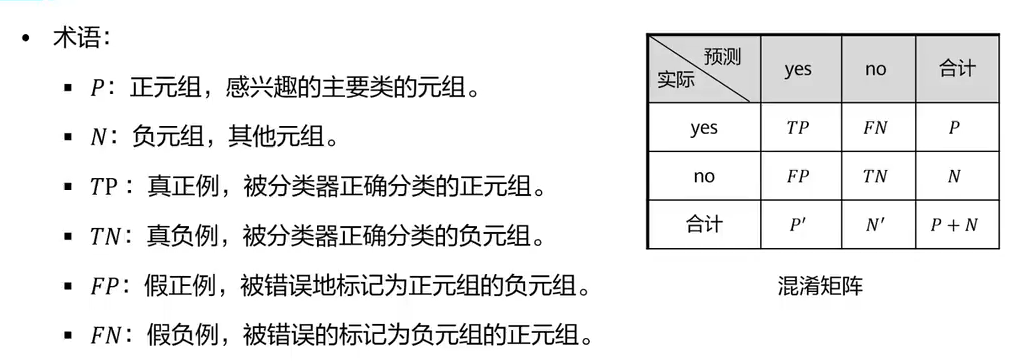 • 术语：
▪ P：正元组，感兴趣的主要类的元组。
▪ N：负元组，其他元组。
▪ TP：真正例，被分类器正确分类的正元组。
▪ TN：真负例，被分类器正确分类的负元组。
▪ FP：假正例，被错误地标记为正元组的负元组。
▪ FN：假负例，被错误的标记为负元组的正元组。
预测 实际 yes no 合计
yes TP FN P
no FP TN N
合计 P′ N′ P + N
混淆矩阵